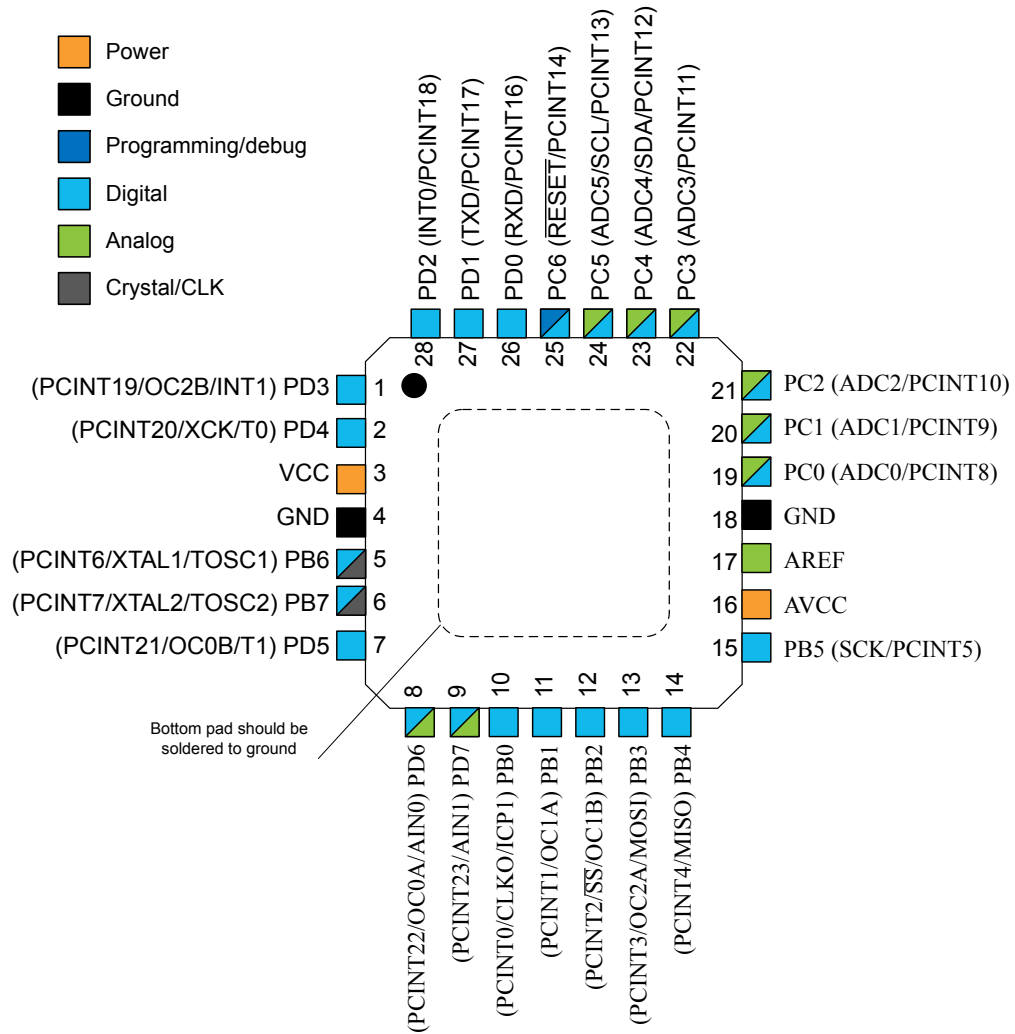 Power
Ground
Programming/debug
Digital
Analog
Crystal/CLK
PD2 (INT0/PCINT18)
PD1 (TXD/PCINT17)
PD0 (RXD/PCINT16)
PC6 (RESET/PCINT14)
PC5 (ADC5/SCL/PCINT13)
PC4 (ADC4/SDA/PCINT12)
PC3 (ADC3/PCINT11)
28
27
26
25
24
23
22
(PCINT19/OC2B/INT1) PD3 1
(PCINT20/XCK/T0) PD4 2
VCC 3
GND 4
(PCINT6/XTAL1/TOSC1) PB6 5
(PCINT7/XTAL2/TOSC2) PB7 6
(PCINT21/OC0B/T1) PD5 7
21 PC2 (ADC2/PCINT10)
20 PC1 (ADC1/PCINT9)
19 PC0 (ADC0/PCINT8)
18 GND
17 AREF
16 AVCC
15 PB5 (SCK/PCINT5)
8
9
10
11
12
13
14
Bottom pad should be
soldered to ground
(PCINT22/OC0A/AIN0) PD6
(PCINT23/AIN1) PD7
(PCINT0/CLKO/ICP1) PB0
(PCINT1/OC1A) PB1
(PCINT2/SS/OC1B) PB2
(PCINT3/OC2A/MOSI) PB3
(PCINT4/MISO) PB4